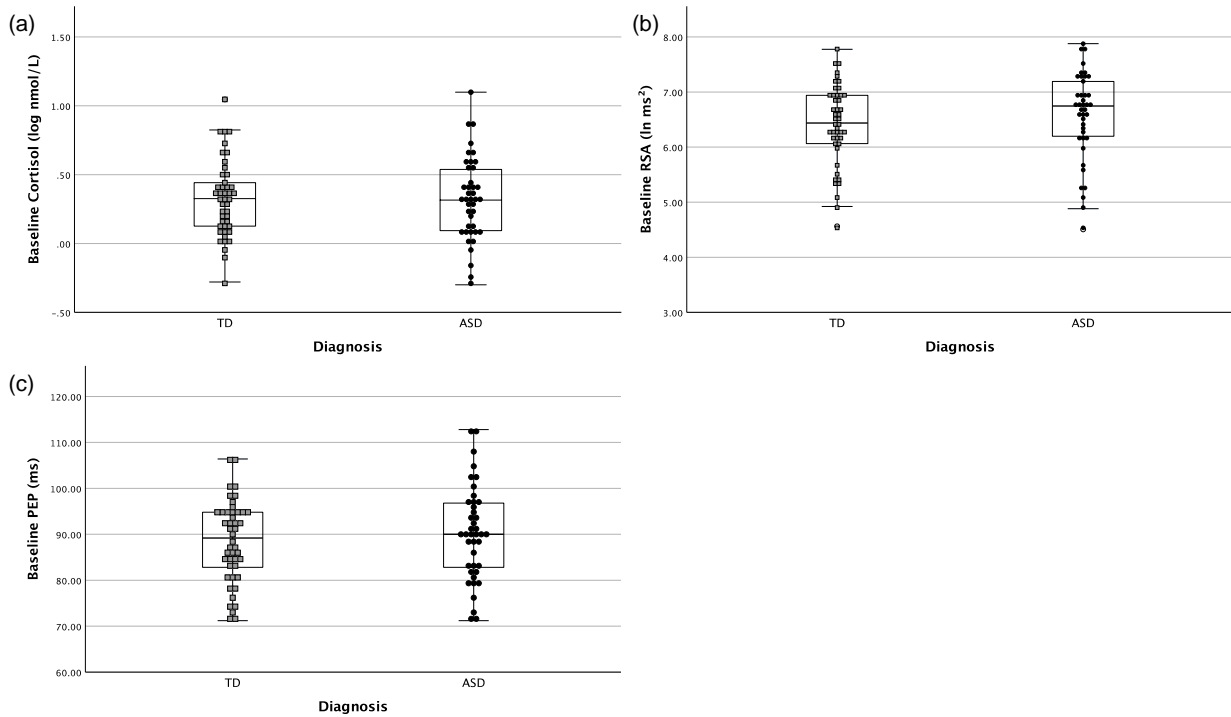 (a)
Baseline Cortisol (log nmol/L)
1.50
1.00
.50
.00
-.50
TD
ASD
Diagnosis
(b)
Baseline RSA (ln ms²)
8.00
7.00
6.00
5.00
4.00
3.00
TD
ASD
Diagnosis
(c)
Baseline PEP (ms)
120.00
110.00
100.00
90.00
80.00
70.00
60.00
TD
ASD
Diagnosis